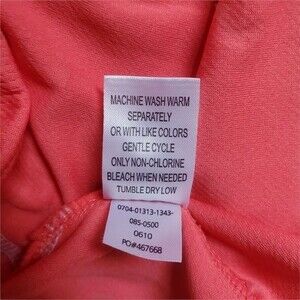 MACHINE WASH WARM
SEPARATELY
OR WITH LIKE COLORS
GENTLE CYCLE
ONLY NON-CHLORINE
BLEACH WHEN NEEDED
TUMBLE DRY LOW
0704-01313-1343-
085-0500
0610
PO#467668